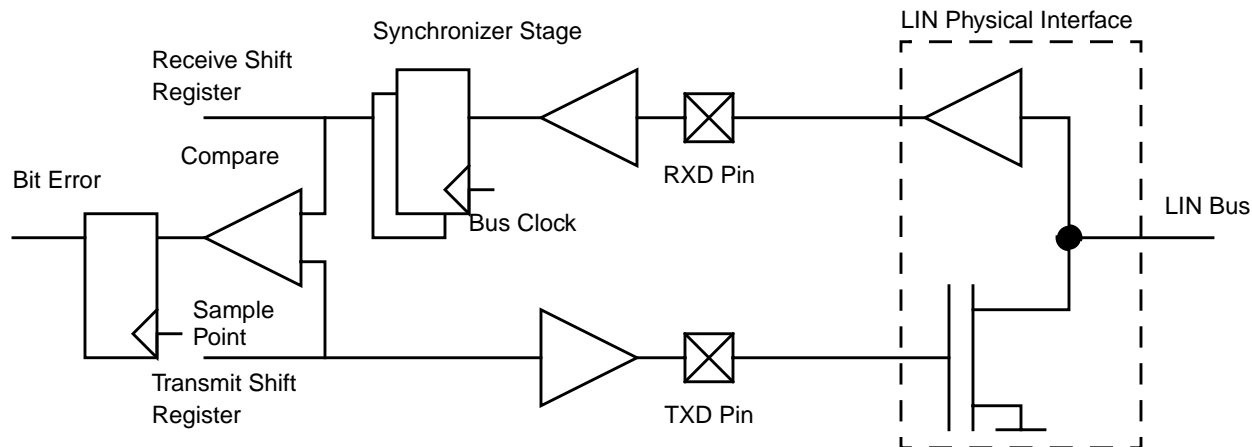 LIN Physical Interface
Synchronizer Stage
Receive Shift
Register
Compare
RXD Pin
Bit Error
Bus Clock
LIN Bus
Sample
Point
Transmit Shift
Register
TXD Pin